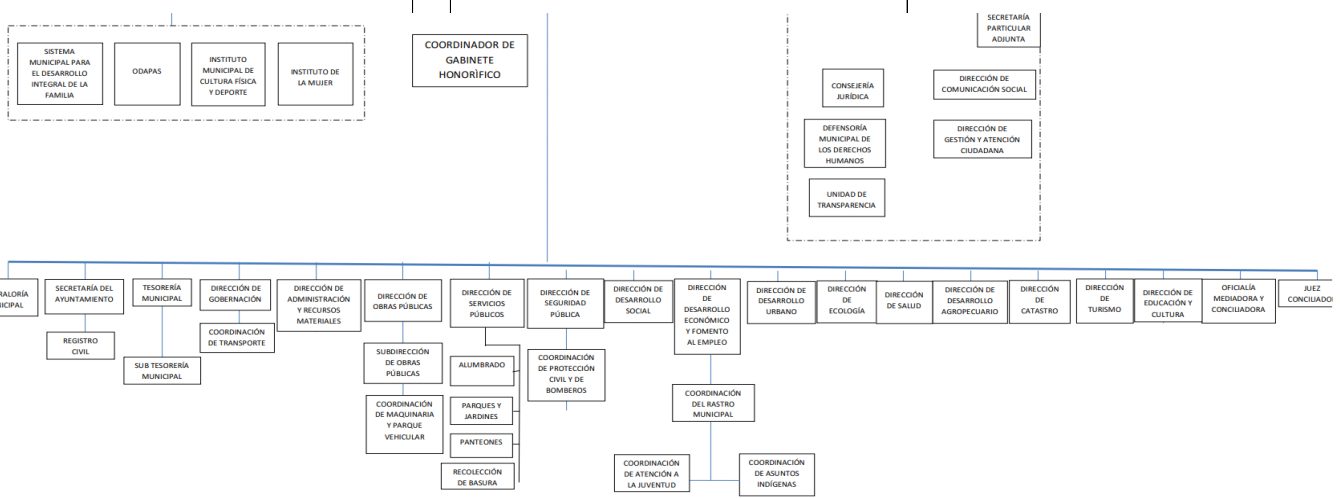 SECRETARÍA
PARTICULAR
ADJUNTA
SISTEMA
MUNICIPAL PARA
EL DESARROLLO
INTEGRAL DE LA
FAMILIA
ODAPAS
INSTITUTO
MUNICIPAL DE
CULTURA FÍSICA
Y DEPORTE
INSTITUTO DE
LA MUJER
COORDINADOR DE
GABINETE
HONORÌFICO
CONSEJERÍA
JURÍDICA
DIRECCIÓN DE
COMUNICACIÓN SOCIAL
DEFENSORÍA
MUNICIPAL DE
LOS DERECHOS
HUMANOS
DIRECCIÓN DE
GESTIÓN Y ATENCIÓN
CIUDADANA
UNIDAD DE
TRANSPARENCIA
RALORÍA
ICIPAL
SECRETARÍA DEL
AYUNTAMIENTO
TESORERÍA
MUNICIPAL
DIRECCIÓN DE
GOBERNACIÓN
DIRECCIÓN DE
ADMINISTRACIÓN
Y RECURSOS
MATERIALES
DIRECCIÓN DE
OBRAS PÚBLICAS
DIRECCIÓN DE
SERVICIOS
PÚBLICOS
DIRECCIÓN DE
SEGURIDAD
PÚBLICA
DIRECCIÓN DE
DESARROLLO
SOCIAL
DIRECCIÓN
DE
DESARROLLO
ECONÓMICO
Y FOMENTO
AL EMPLEO
DIRECCIÓN DE
DESARROLLO
URBANO
DIRECCIÓN
DE
ECOLOGÍA
DIRECCIÓN
DE SALUD
DIRECCIÓN DE
DESARROLLO
AGROPECUARIO
DIRECCIÓN
DE
CATASTRO
DIRECCIÓN
DE
TURISMO
DIRECCIÓN DE
EDUCACIÓN Y
CULTURA
OFICIALÍA
MEDIADORA Y
CONCILIADORA
JUEZ
CONCILIADOR
REGISTRO
CIVIL
SUB TESORERÍA
MUNICIPAL
COORDINACIÓN
DE TRANSPORTE
SUBDIRECCIÓN
DE OBRAS
PÚBLICAS
COORDINACIÓN
DE MAQUINARIA
Y PARQUE
VEHICULAR
ALUMBRADO
PARQUES Y
JARDINES
PANTEONES
RECOLECCIÓN
DE BASURA
COORDINACIÓN
DE PROTECCIÓN
CIVIL Y DE
BOMBEROS
COORDINACIÓN
DEL RASTRO
MUNICIPAL
COORDINACIÓN
DE ATENCIÓN A
LA JUVENTUD
COORDINACIÓN
DE ASUNTOS
INDÍGENAS